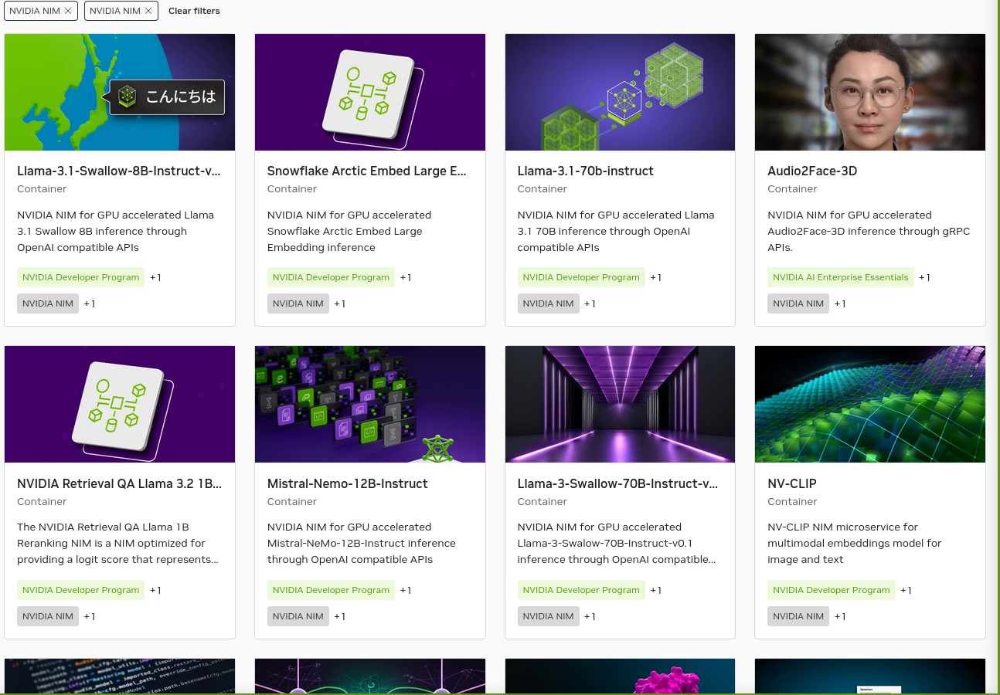 NVIDIA NIM NVIDIA NIM Clear filters
こんにちは
Llama-3.1-Swallow-8B-Instruct-v...
Container
NVIDIA NIM for GPU accelerated Llama
3.1 Swallow 8B inference through
OpenAI compatible APIs
NVIDIA Developer Program +1
NVIDIA NIM +1
Snowflake Arctic Embed Large E...
Container
NVIDIA NIM for GPU accelerated
Snowflake Arctic Embed Large
Embedding inference
NVIDIA Developer Program +1
NVIDIA NIM +1
Llama-3.1-70b-instruct
Container
NVIDIA NIM for GPU accelerated Llama
3.1 70B inference through OpenAI
compatible APIs
NVIDIA Developer Program +1
NVIDIA NIM +1
Audio2Face-3D
Container
NVIDIA NIM for GPU accelerated
Audio2Face-3D inference through gRPC
APIs.
NVIDIA AI Enterprise Essentials +1
NVIDIA NIM +1
NVIDIA Retrieval QA Llama 3.2 1B...
Container
The NVIDIA Retrieval QA Llama 1B
Reranking NIM is a NIM optimized for
providing a logit score that represents...
NVIDIA Developer Program +1
NVIDIA NIM +1
Mistral-Nemo-12B-Instruct
Container
NVIDIA NIM for GPU accelerated
Mistral-NeMo-12B-Instruct inference
through OpenAI compatible APIs
NVIDIA Developer Program +1
NVIDIA NIM +1
Llama-3-Swallow-70B-Instruct-v...
Container
NVIDIA NIM for GPU accelerated
Llama-3-Swalow-70B-Instruct-v0.1
inference through OpenAI compatible...
NVIDIA Developer Program +1
NVIDIA NIM +1
NV-CLIP
Container
NV-CLIP NIM microservice for
multimodal embeddings model for
image and text
NVIDIA Developer Program +1
NVIDIA NIM +1
Question